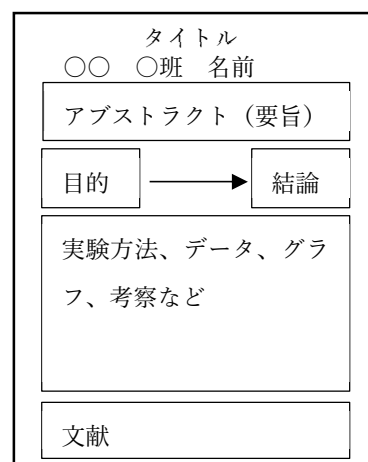 タイトル
○○　○班　名前
アブストラクト（要旨）
目的
結論
実験方法、データ、グラ
フ、考察など
文献